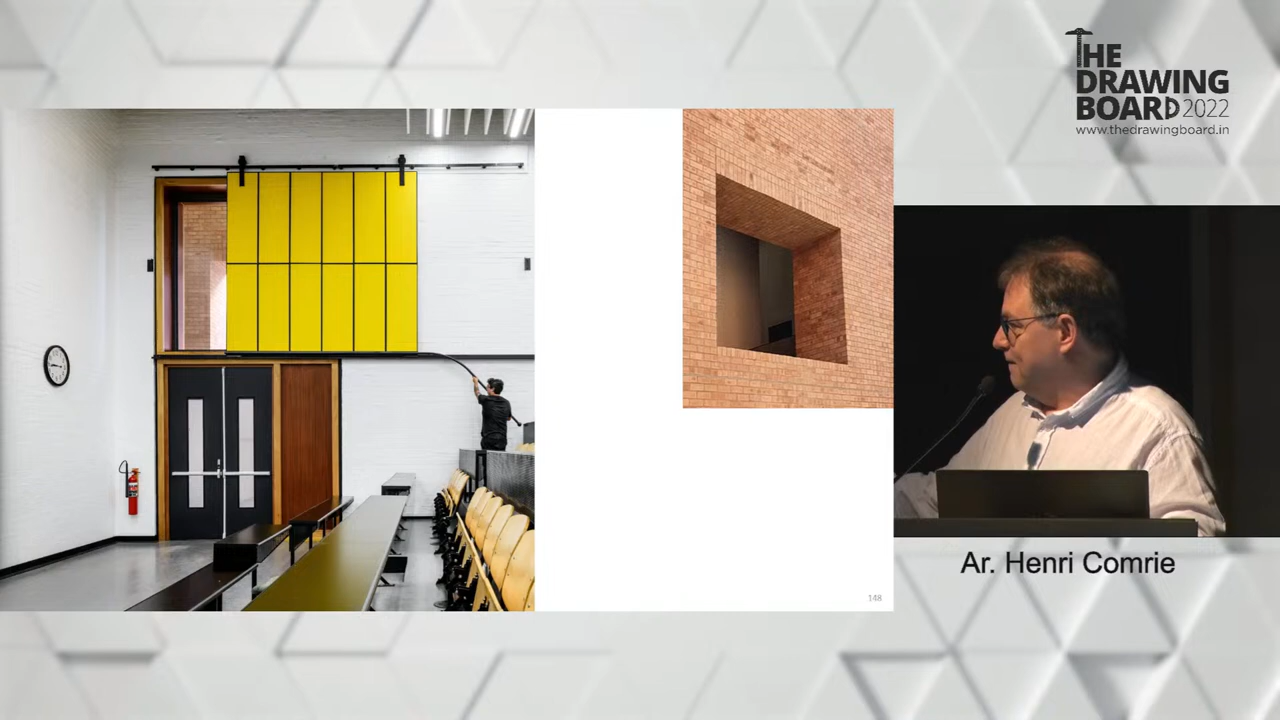 THE
DRAWING
BOARD 2022
www.thedrawingboard.in
Ar. Henri Comrie
148